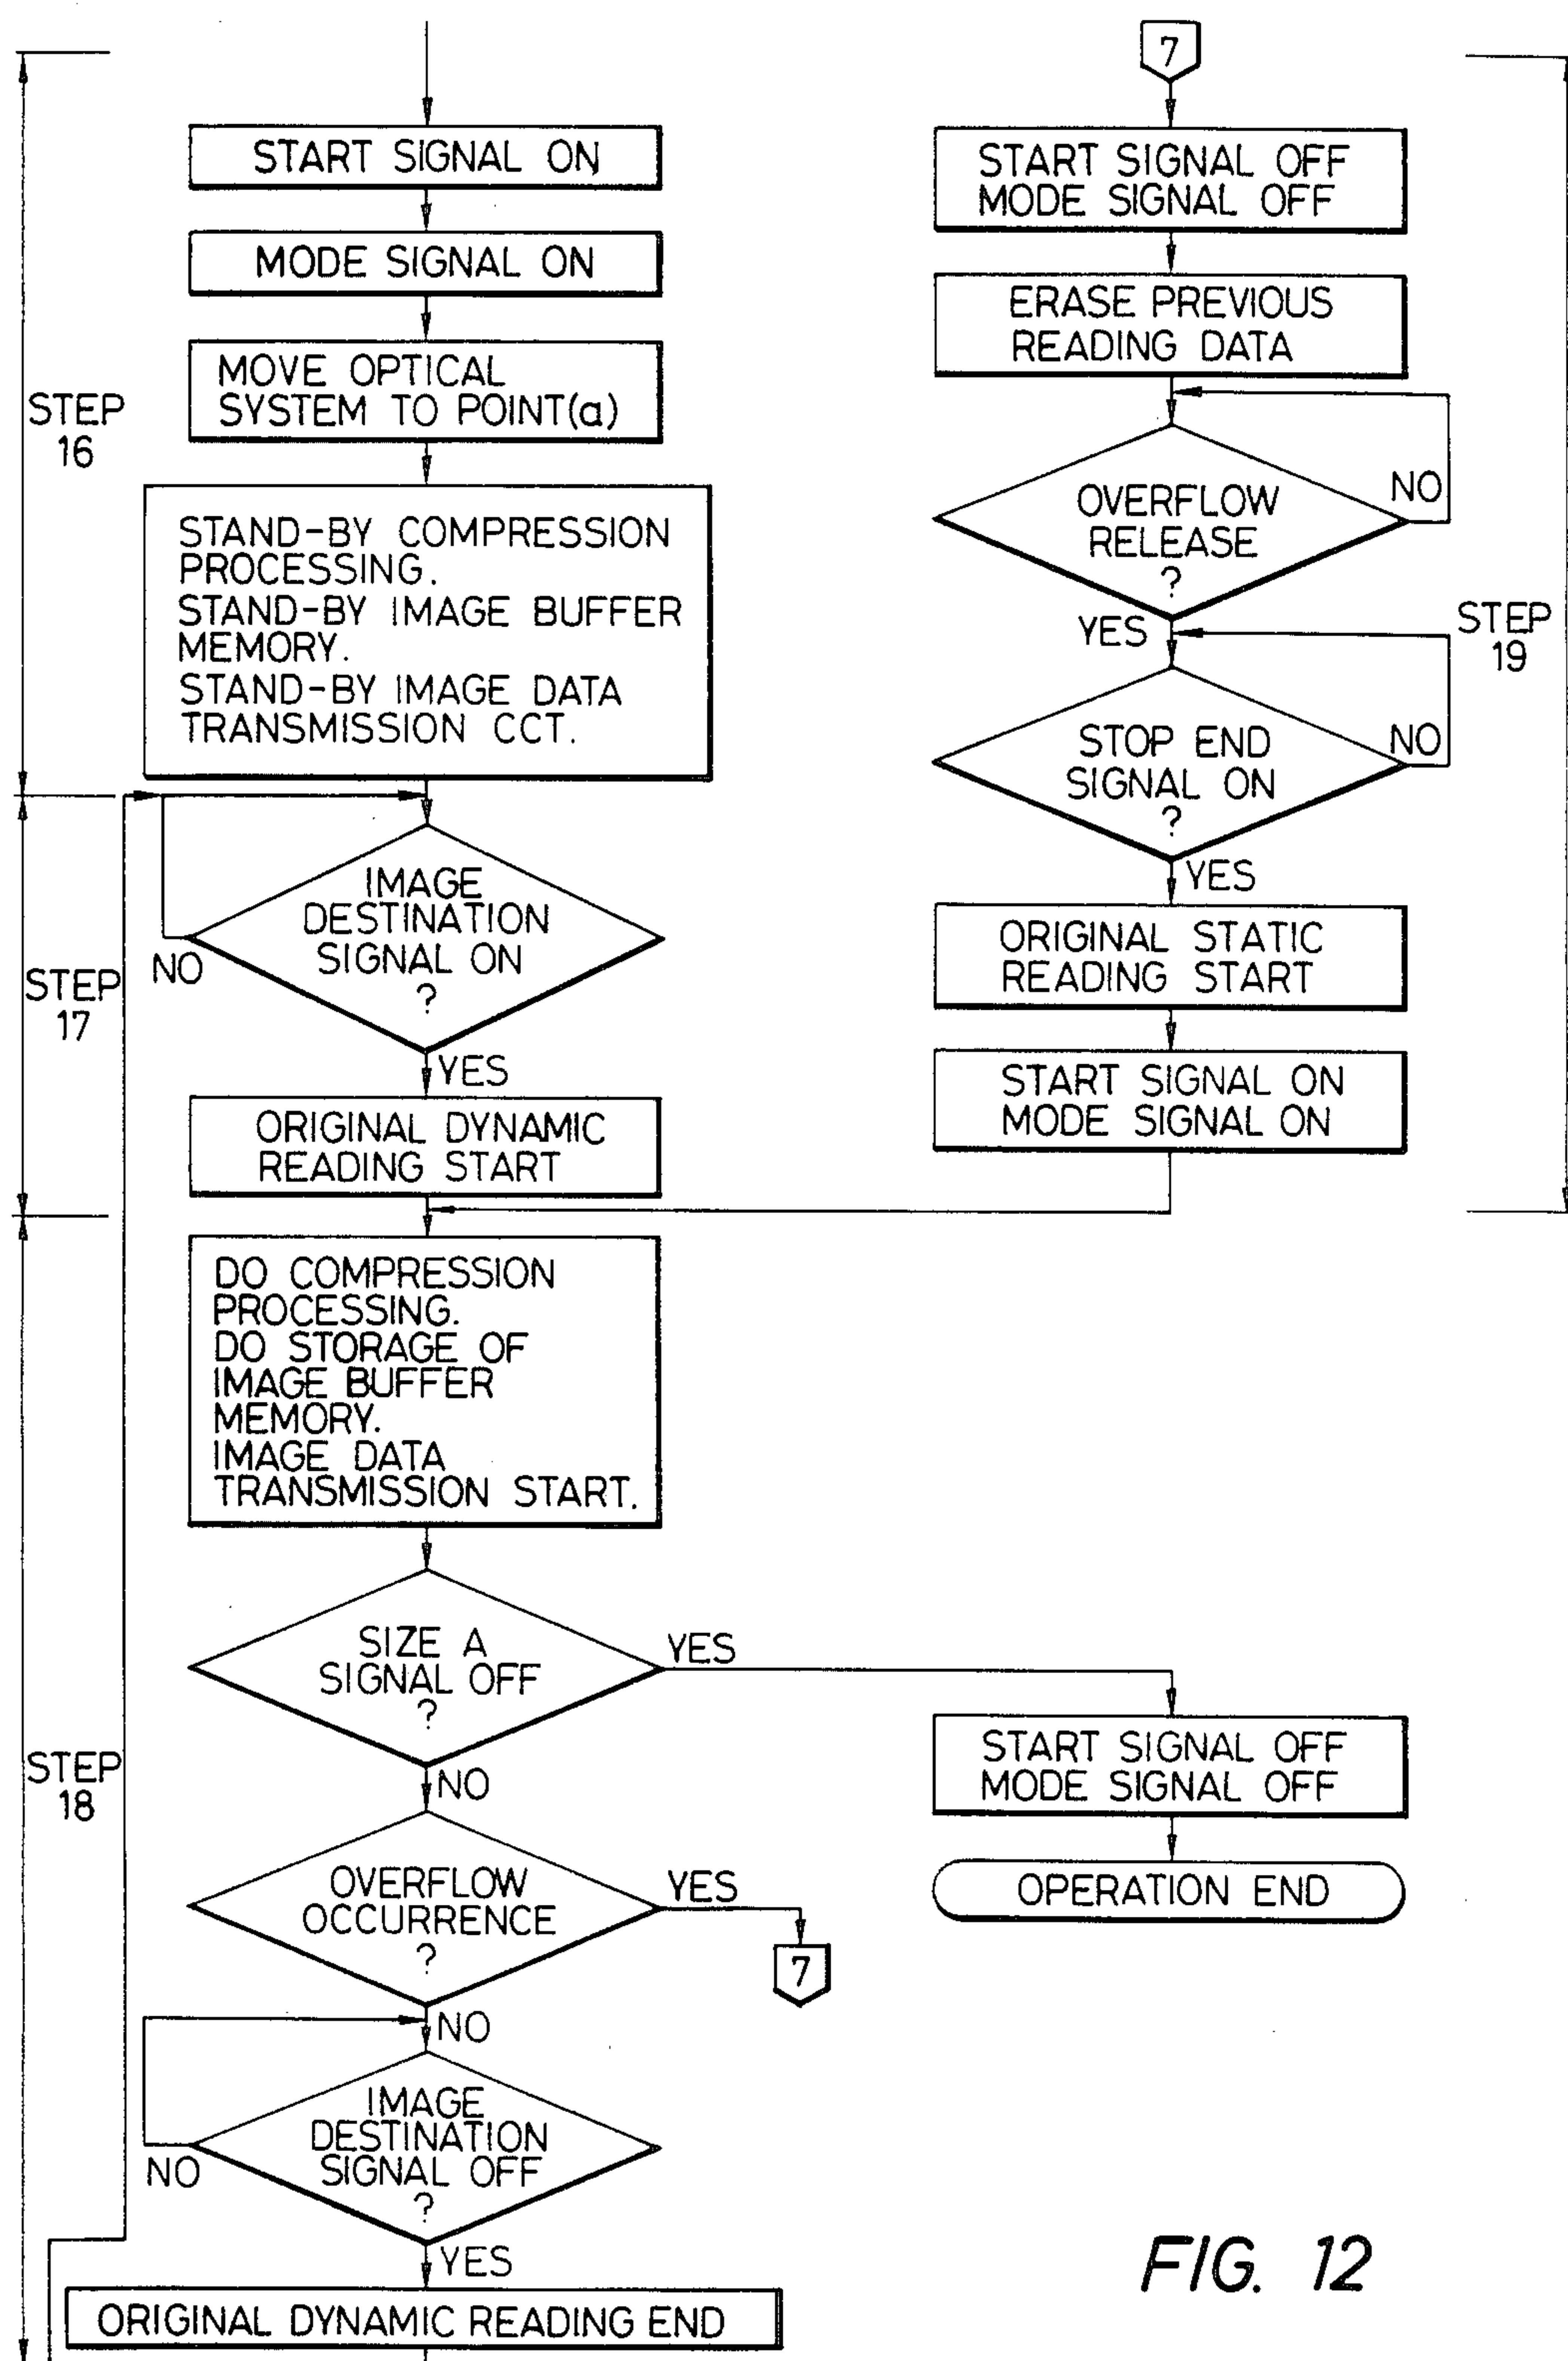 STEP
16
START SIGNAL ON
MODE SIGNAL ON
MOVE OPTICAL
SYSTEM TO POINT(a)
STAND-BY COMPRESSION
PROCESSING.
STAND-BY IMAGE BUFFER
MEMORY.
STAND-BY IMAGE DATA
TRANSMISSION CCT.
STEP
17
IMAGE
DESTINATION
SIGNAL ON
?
NO
YES
ORIGINAL DYNAMIC
READING START
STEP
18
DO COMPRESSION
PROCESSING.
DO STORAGE OF
IMAGE BUFFER
MEMORY.
IMAGE DATA
TRANSMISSION START.
SIZE A
SIGNAL OFF
?
YES
NO
OVERFLOW
OCCURRENCE
?
YES
7
NO
IMAGE
DESTINATION
SIGNAL OFF
?
NO
YES
ORIGINAL DYNAMIC READING END
7
START SIGNAL OFF
MODE SIGNAL OFF
ERASE PREVIOUS
READING DATA
OVERFLOW
RELEASE
?
NO
YES
STEP
19
STOP END
SIGNAL ON
?
NO
YES
ORIGINAL STATIC
READING START
START SIGNAL ON
MODE SIGNAL ON
START SIGNAL OFF
MODE SIGNAL OFF
OPERATION END
FIG. 12